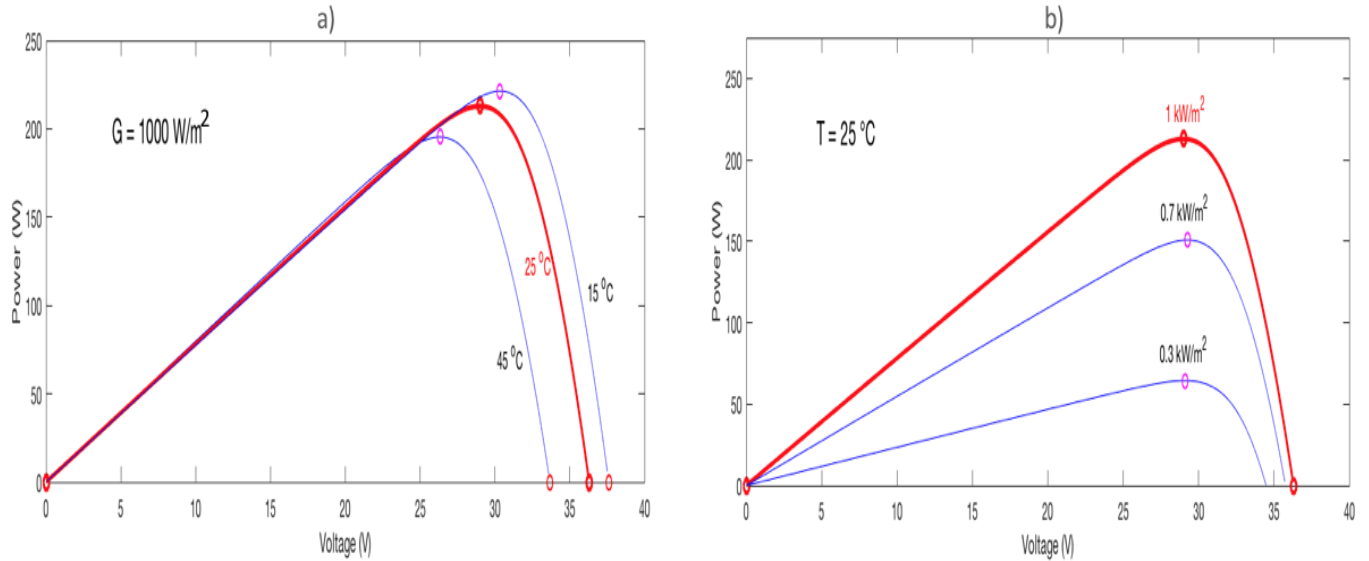 a)
250
200
150
100
50
0
G = 1000 W/m²
25 °C
15 °C
45 °C
0 5 10 15 20 25 30 35 40
Voltage (V)
Power (W)
b)
250
200
150
100
50
0
T = 25 °C
1 kW/m²
0.7 kW/m²
0.3 kW/m²
0 5 10 15 20 25 30 35 40
Voltage (V)
Power (W)